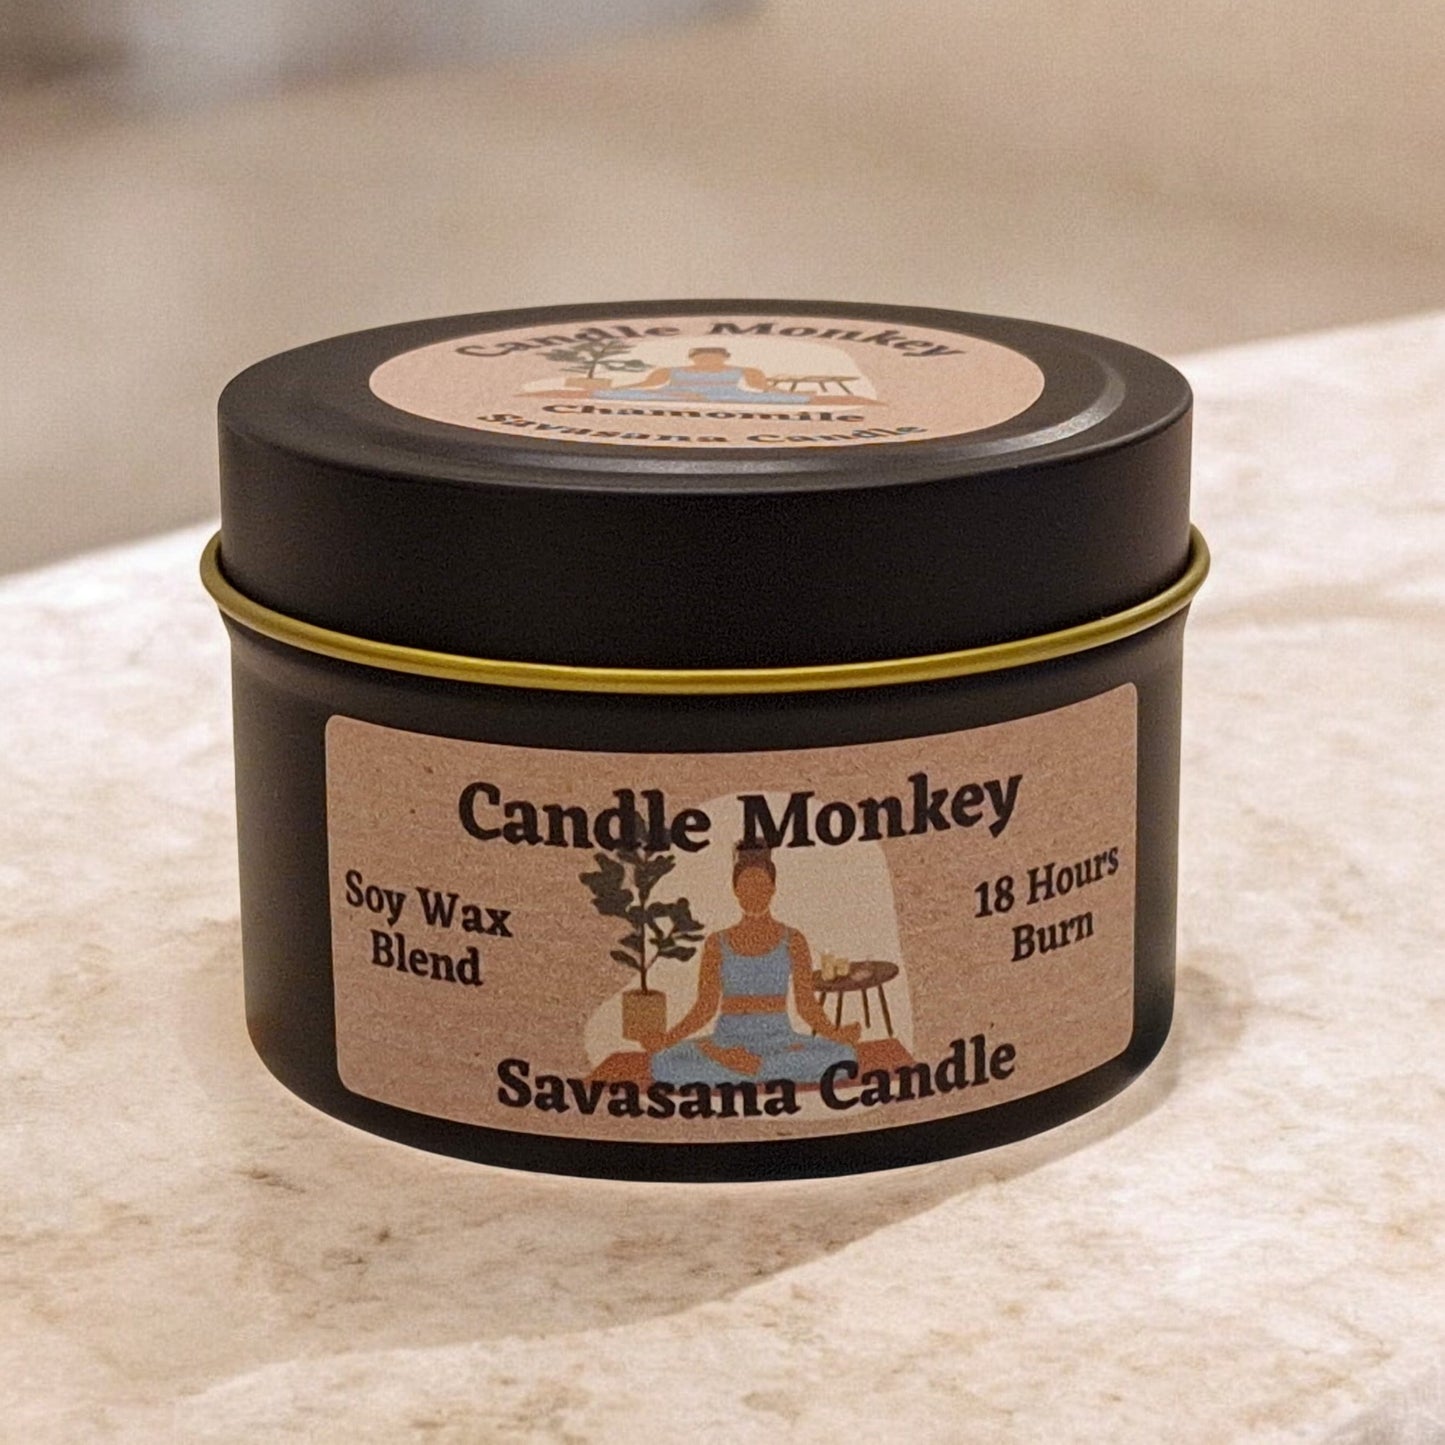 Candle Monkey
Chamomile
Savasana Candle
Candle Monkey
Soy Wax
Blend
18 Hours
Burn
Savasana Candle